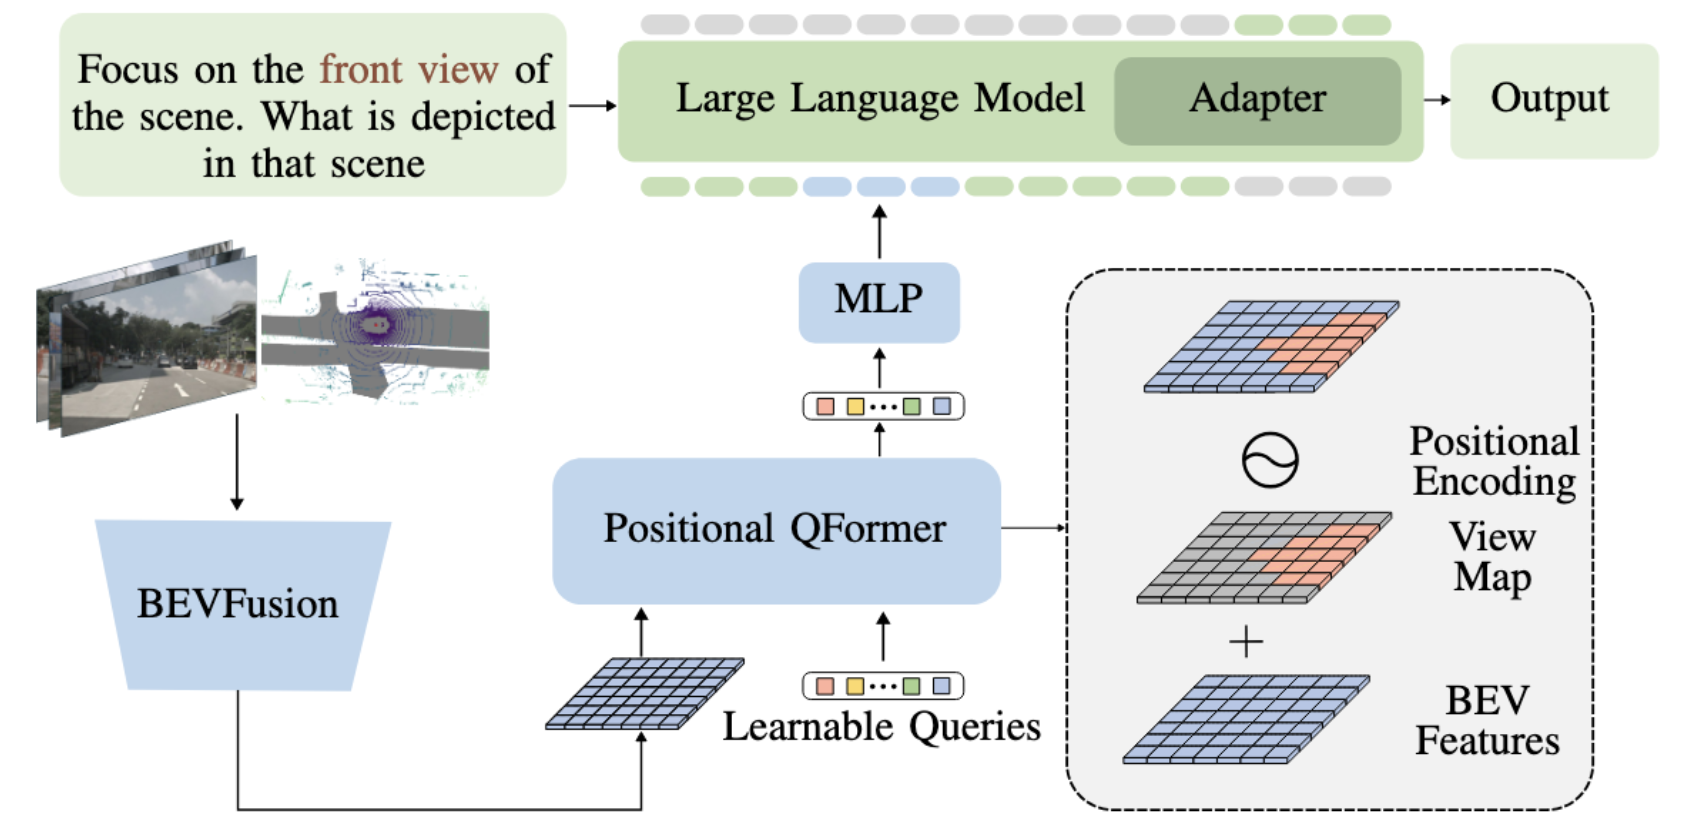 Focus on the front view of
the scene. What is depicted
in that scene
Large Language Model
Adapter
Output
MLP
Positional QFormer
BEVFusion
Learnable Queries
Positional
Encoding
View
Map
BEV
Features